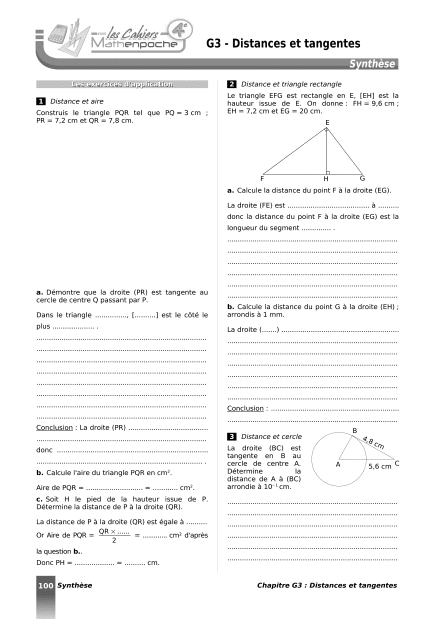 les Cahiers
Mathenpoche
4e
G3 - Distances et tangentes
Synthèse
Les exercices d'application
1 Distance et aire
Construis le triangle PQR tel que PQ = 3 cm ;
PR = 7,2 cm et QR = 7,8 cm.
a. Démontre que la droite (PR) est tangente au
cercle de centre Q passant par P.
Dans le triangle ..............., [..........] est le côté le
plus .................... .
Conclusion : La droite (PR) .....................................
donc
b. Calcule l'aire du triangle PQR en cm².
Aire de PQR = .......................... = ............ cm².
c. Soit H le pied de la hauteur issue de P.
Détermine la distance de P à la droite (QR).
La distance de P à la droite (QR) est égale à ..........
Or Aire de PQR = QR × ...... / 2 = ............ cm² d'après
la question b..
Donc PH = ................... = .......... cm.
2 Distance et triangle rectangle
Le triangle EFG est rectangle en E, [EH] est la
hauteur issue de E. On donne : FH = 9,6 cm ;
EH = 7,2 cm et EG = 20 cm.
E
F H G
a. Calcule la distance du point F à la droite (EG).
La droite (FE) est ...................................... à ..........
donc la distance du point F à la droite (EG) est la
longueur du segment .............. .
b. Calcule la distance du point G à la droite (EH) ;
arrondis à 1 mm.
La droite (.......) ......................................................
Conclusion : ............................................................
3 Distance et cercle
La droite (BC) est
tangente en B au
cercle de centre A.
Détermine la
distance de A à (BC)
arrondie à 10⁻¹ cm.
B
4,8 cm
A
5,6 cm
C
100 Synthèse
Chapitre G3 : Distances et tangentes